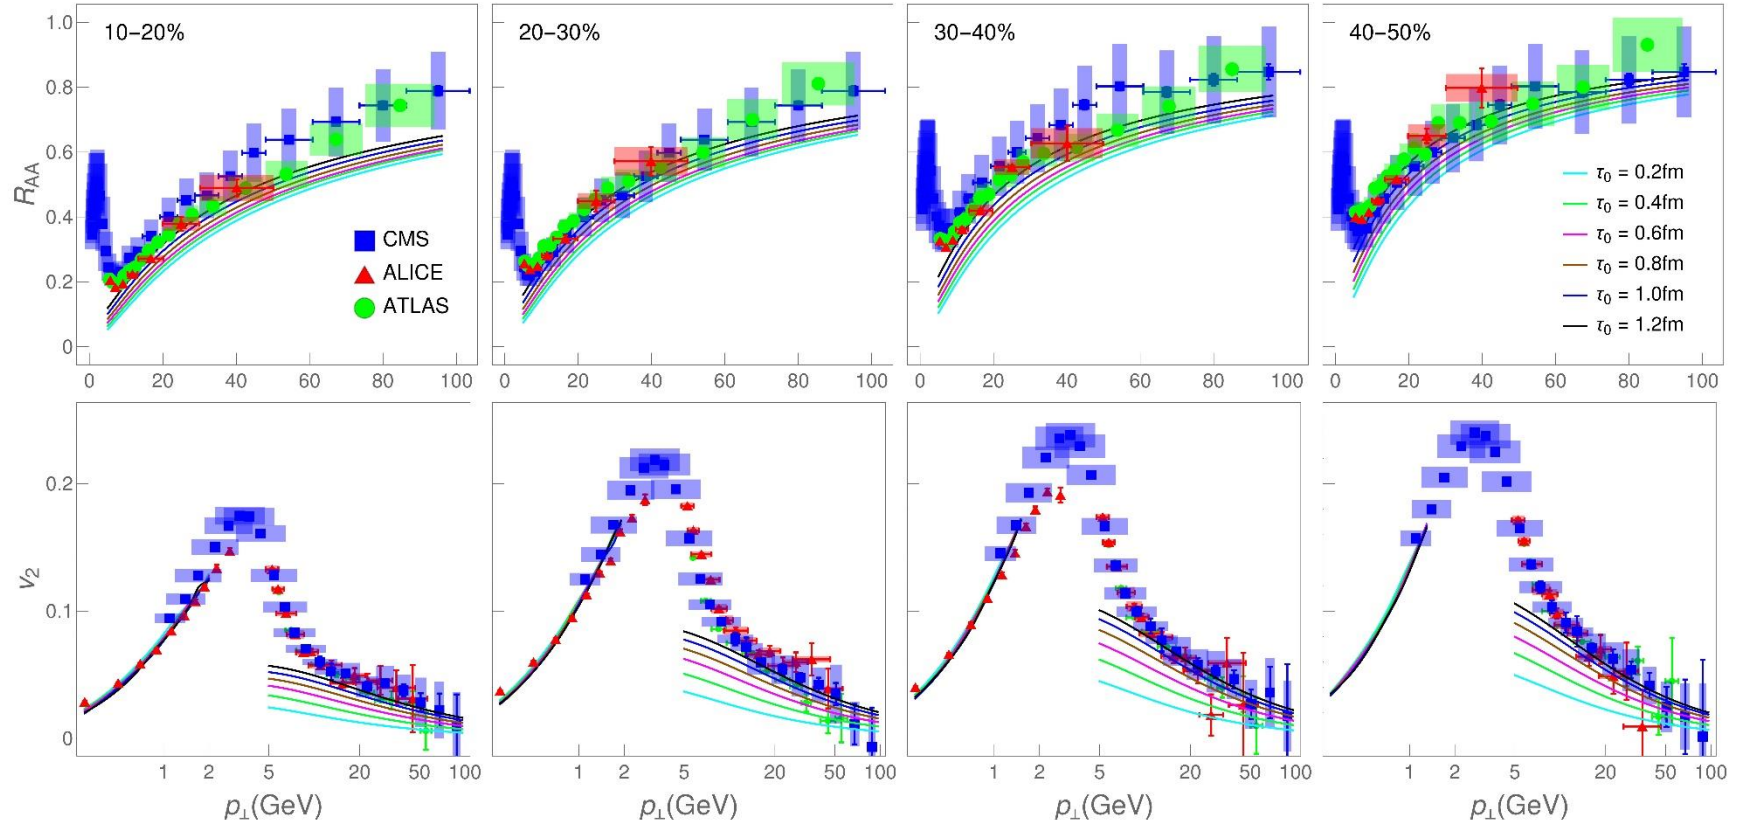 10−20%
20−30%
30−40%
40−50%
R_AA
1.0
0.8
0.6
0.4
0.2
0
CMS
ALICE
ATLAS
τ₀ = 0.2fm
τ₀ = 0.4fm
τ₀ = 0.6fm
τ₀ = 0.8fm
τ₀ = 1.0fm
τ₀ = 1.2fm
0 20 40 60 80 100
0 20 40 60 80 100
0 20 40 60 80 100
0 20 40 60 80 100
v₂
0.2
0.1
0
1 2 5 20 50 100
1 2 5 20 50 100
1 2 5 20 50 100
1 2 5 20 50 100
p⊥(GeV)
p⊥(GeV)
p⊥(GeV)
p⊥(GeV)